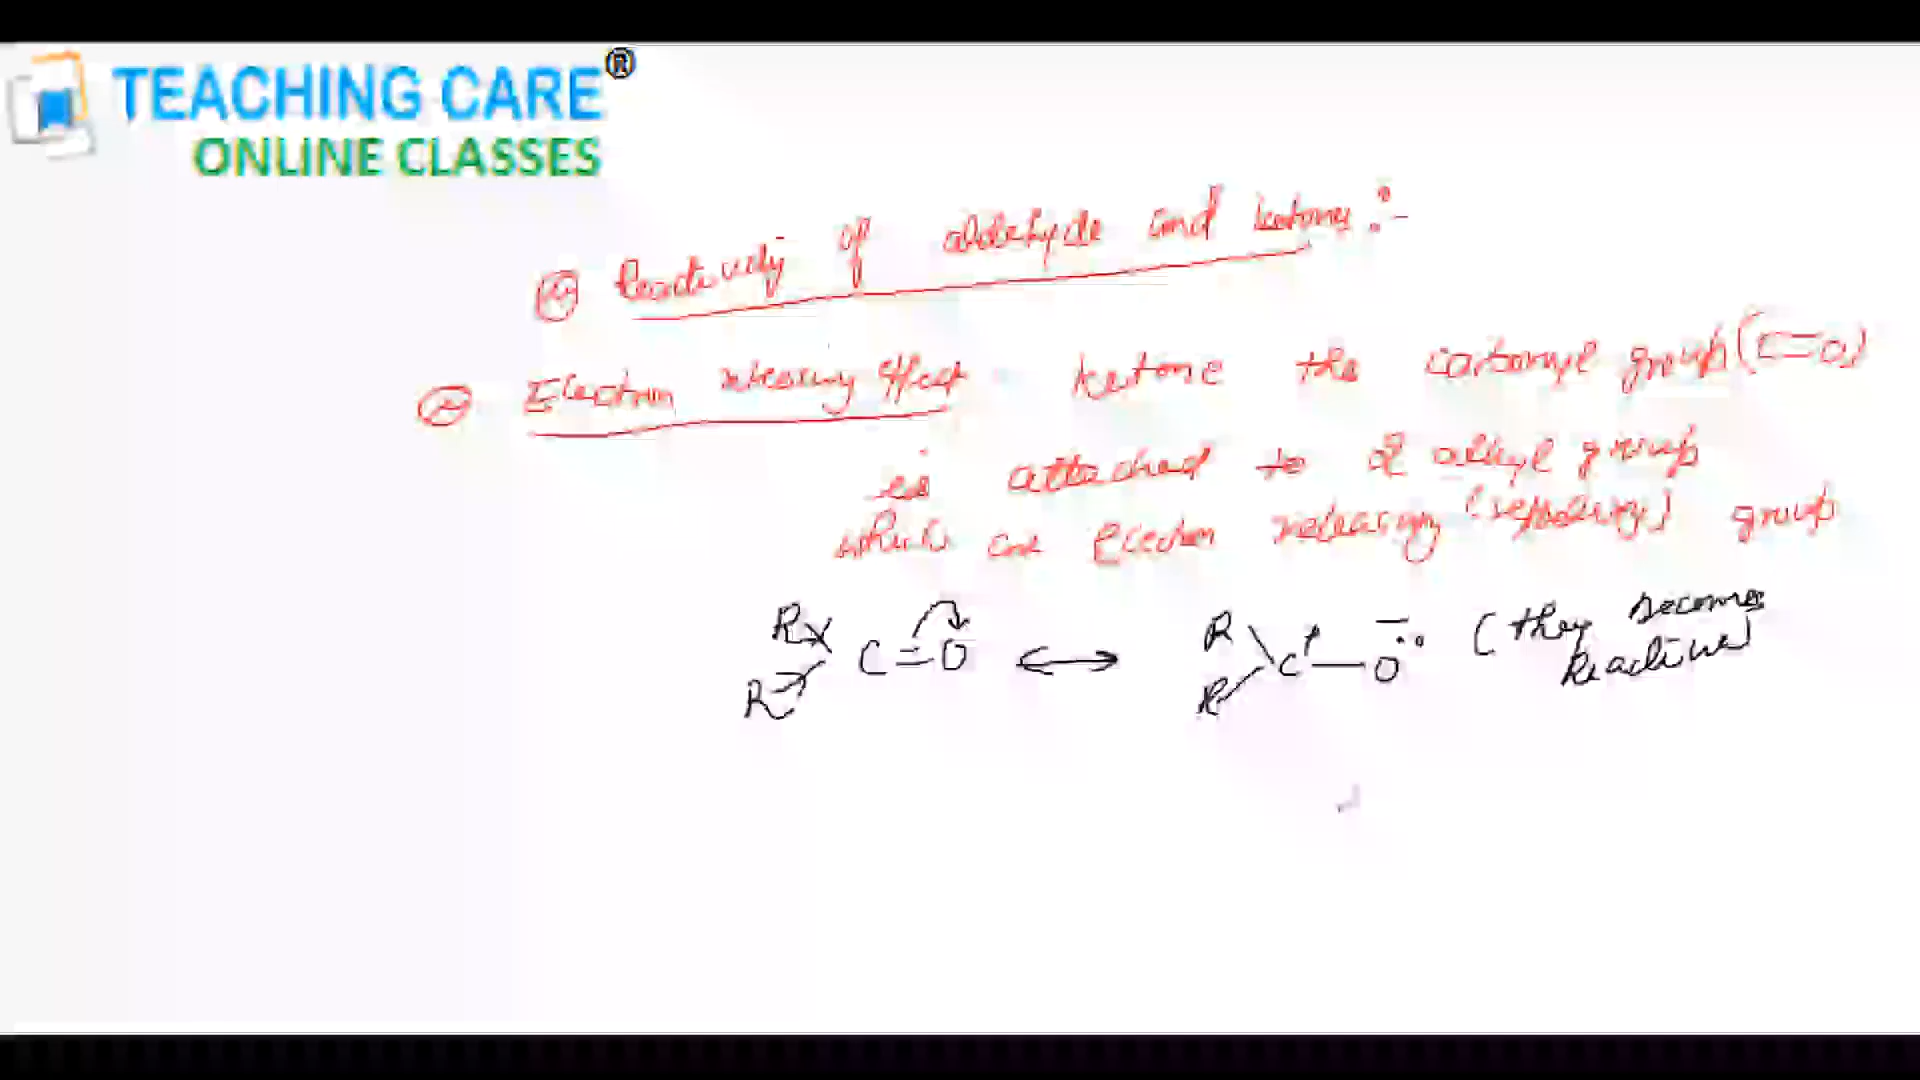 TEACHING CARE®
ONLINE CLASSES
Reactivity of aldehyde and ketones :-
Electron releasing effect - ketone the carbonyl group (C=O)
is attached to 2 alkyl group
which are electron releasing (repelling) group
R
R
C=O ⟷
R
R
C⁺—O⁻
(they become
Reactive)